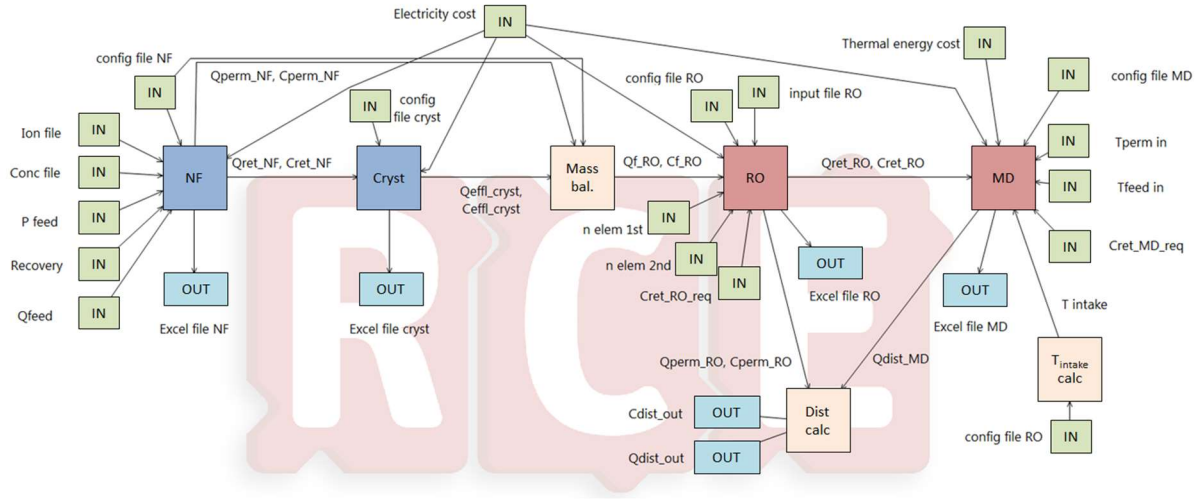 Electricity cost
IN
config file NF
IN
Qperm_NF, Cperm_NF
Thermal energy cost
IN
config file RO
IN
IN
input file RO
IN
config file MD
IN
config
file cryst
Ion file
IN
Conc file
IN
P feed
IN
Recovery
IN
Qfeed
IN
NF
Qret_NF, Cret_NF
Cryst
Qeffl_cryst,
Ceffl_cryst
Mass
bal.
Qf_RO, Cf_RO
RO
Qret_RO, Cret_RO
MD
IN
Tperm in
IN
Tfeed in
IN
Cret_MD_req
n elem 1st
IN
n elem 2nd
IN
Cret_RO_req
IN
OUT
Excel file NF
OUT
Excel file cryst
OUT
Excel file RO
OUT
Excel file MD
T intake
Qperm_RO, Cperm_RO
Qdist_MD
Tintake
calc
Cdist_out
OUT
Qdist_out
OUT
Dist
calc
config file RO
IN
RCE